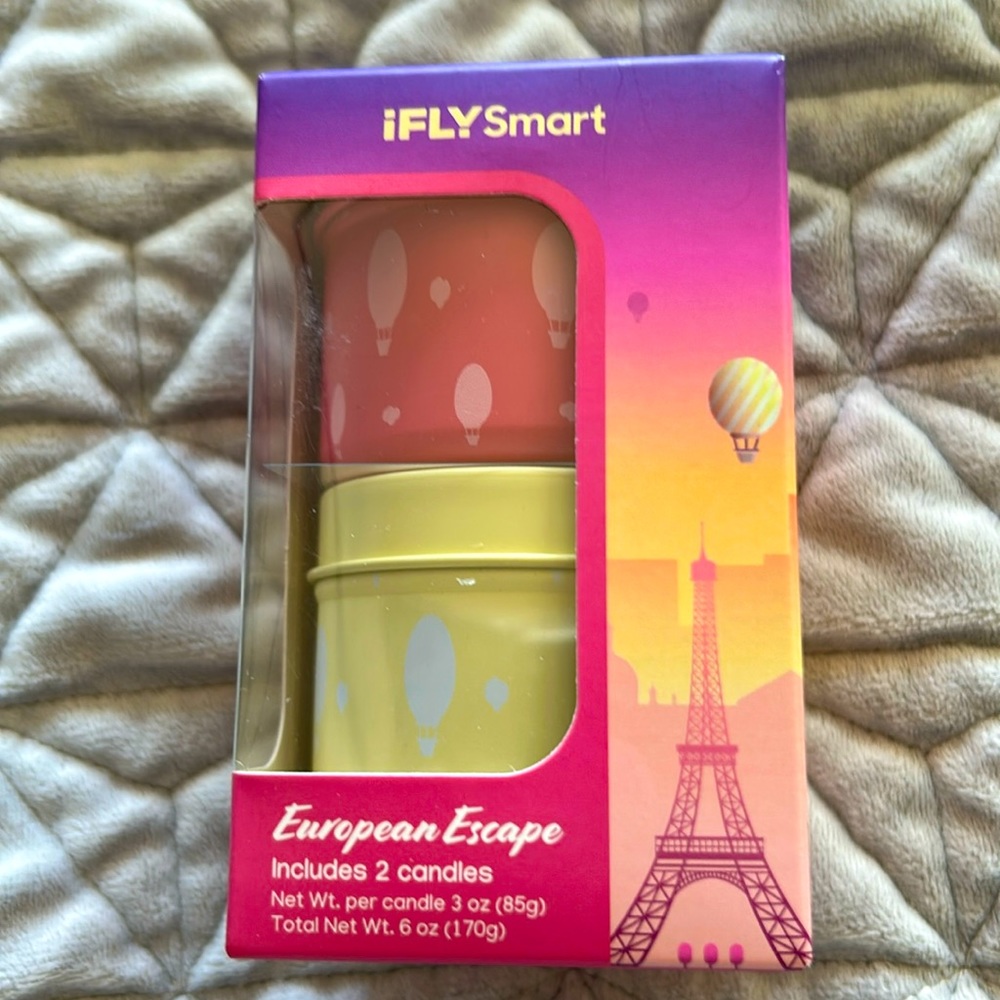 iFLYSmart
European Escape
Includes 2 candles
Net Wt. per candle 3 oz (85g)
Total Net Wt. 6 oz (170g)